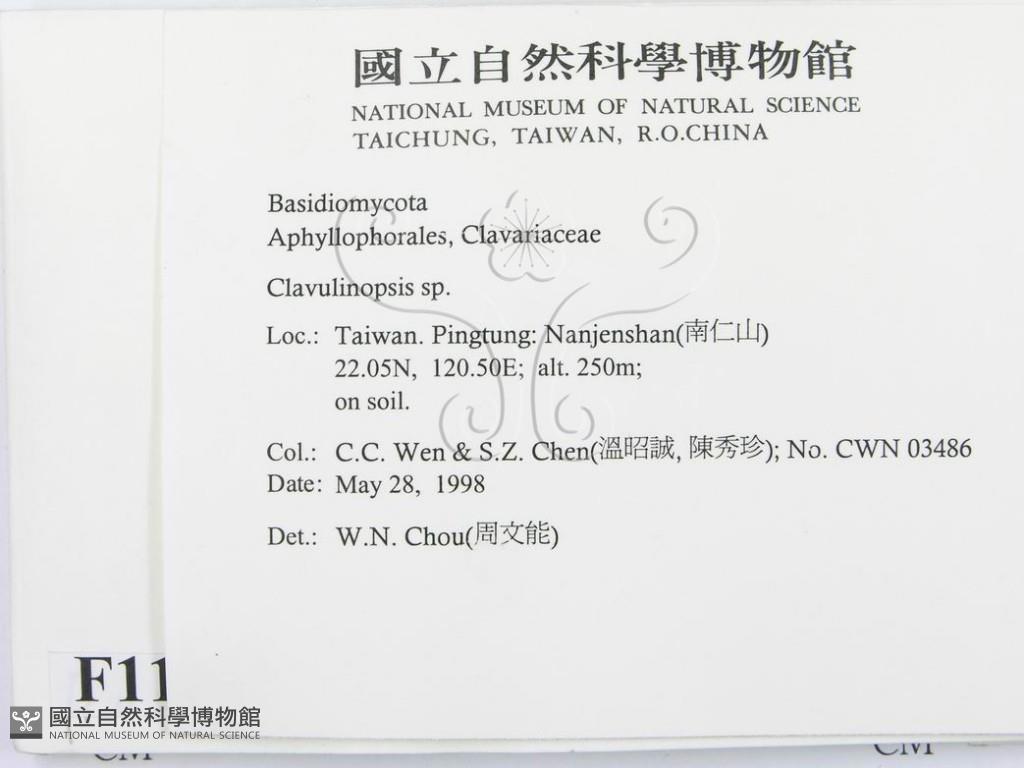 國立自然科學博物館
NATIONAL MUSEUM OF NATURAL SCIENCE
TAICHUNG, TAIWAN, R.O.CHINA
Basidiomycota
Aphyllophorales, Clavariaceae
Clavulinopsis sp.
Loc.: Taiwan. Pingtung: Nanjenshan(南仁山)
22.05N, 120.50E; alt. 250m;
on soil.
Col.: C.C. Wen & S.Z. Chen(溫昭誠, 陳秀珍); No. CWN 03486
Date: May 28, 1998
Det.: W.N. Chou(周文能)
F11
國立自然科學博物館
NATIONAL MUSEUM OF NATURAL SCIENCE
CM
CM